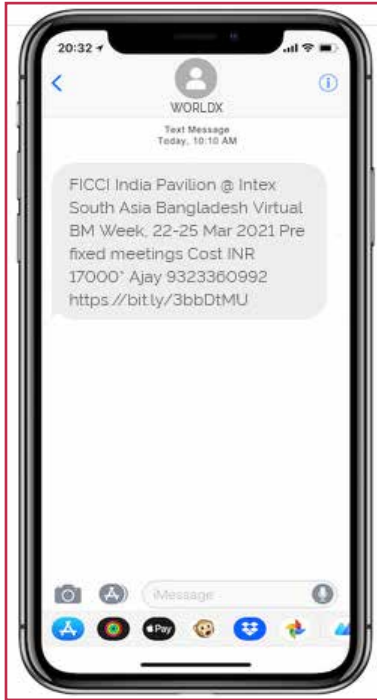 20:32
WORLDX
Text Message
Today, 10:10 AM
FICCI India Pavilion @ Intex
South Asia Bangladesh Virtual
BM Week, 22-25 Mar 2021 Pre
fixed meetings Cost INR
17000* Ajay 9323360992
https://bit.ly/3bbDtMU
iMessage
Pay